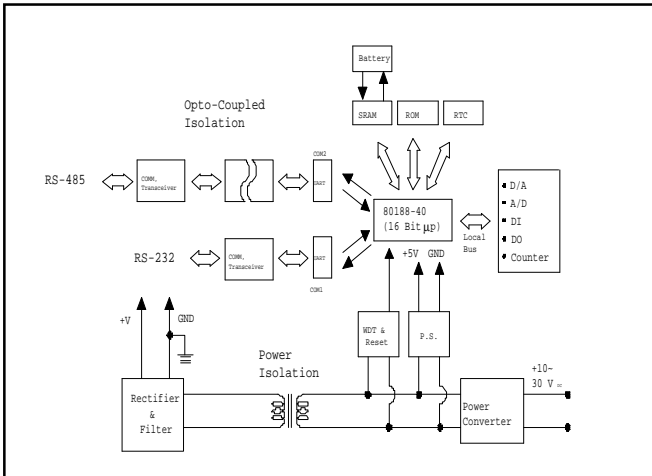 Battery
Opto-Coupled
Isolation
SRAM
ROM
RTC
COM2
RS-485
COMM,
Transceiver
UART
80188-40
(16 Bit μp)
D/A
A/D
DI
DO
Counter
Local
Bus
RS-232
COMM,
Transceiver
UART
COM1
+5V
GND
+V
GND
WDT &
Reset
P.S.
Power
Isolation
+10~
30 V =
Rectifier
&
Filter
Power
Converter